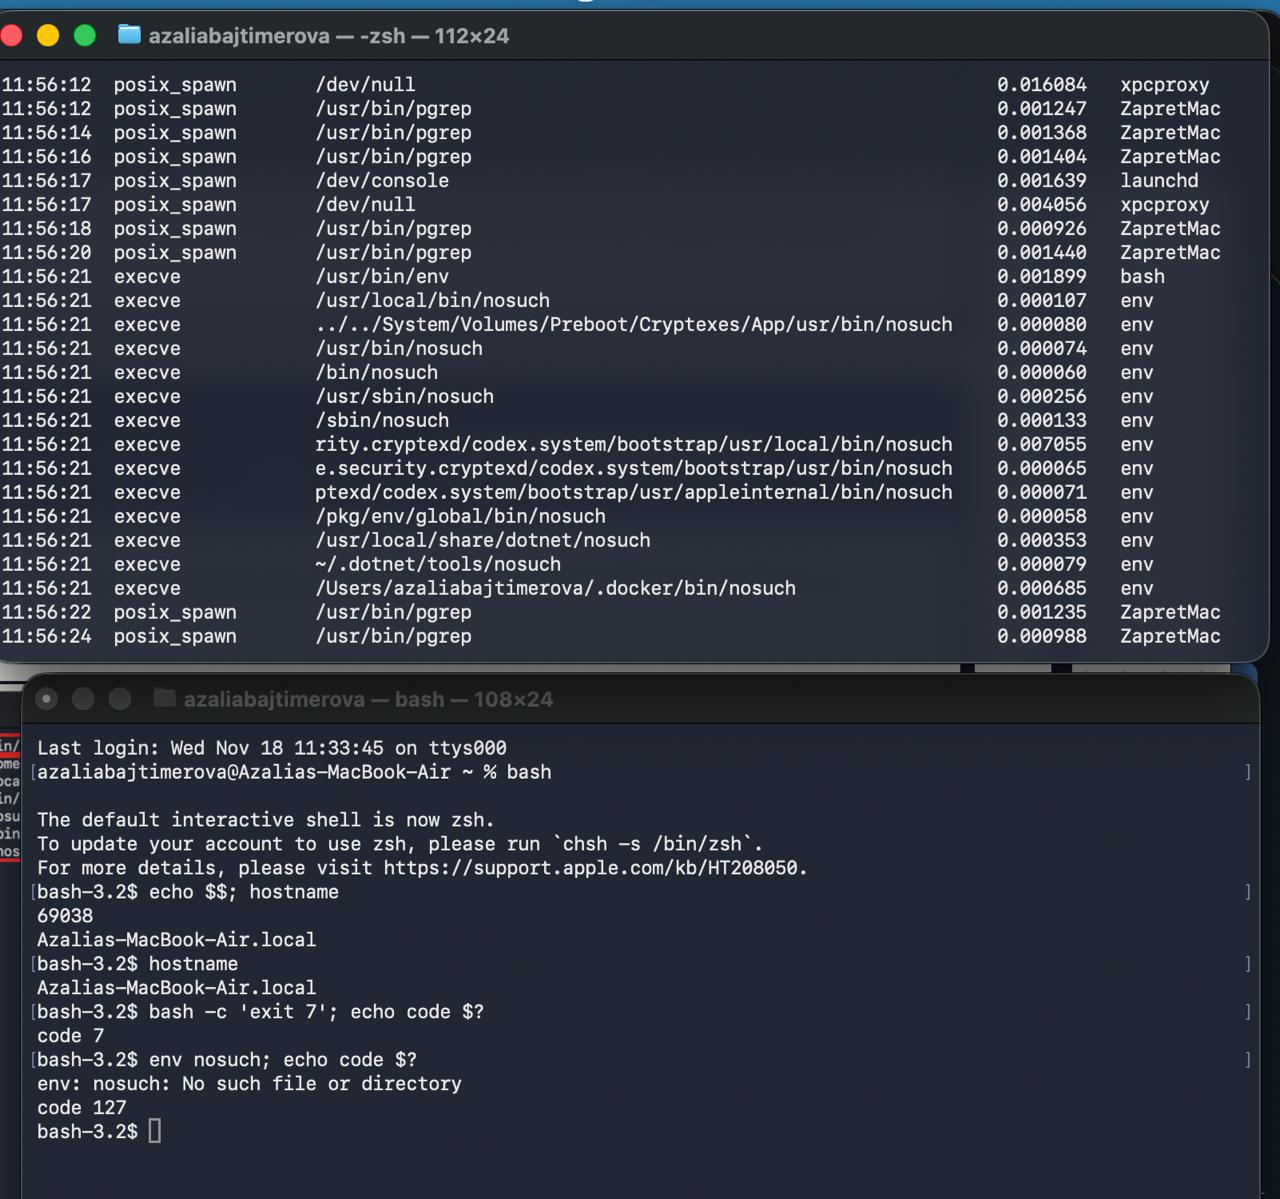 azaliabajtimerova — -zsh — 112×24
11:56:12 posix_spawn /dev/null 0.016084 xpcproxy
11:56:12 posix_spawn /usr/bin/pgrep 0.001247 ZapretMac
11:56:14 posix_spawn /usr/bin/pgrep 0.001368 ZapretMac
11:56:16 posix_spawn /usr/bin/pgrep 0.001404 ZapretMac
11:56:17 posix_spawn /dev/console 0.001639 launchd
11:56:17 posix_spawn /dev/null 0.004056 xpcproxy
11:56:18 posix_spawn /usr/bin/pgrep 0.000926 ZapretMac
11:56:20 posix_spawn /usr/bin/pgrep 0.001440 ZapretMac
11:56:21 execve /usr/bin/env 0.001899 bash
11:56:21 execve /usr/local/bin/nosuch 0.000107 env
11:56:21 execve ../../System/Volumes/Preboot/Cryptexes/App/usr/bin/nosuch 0.000080 env
11:56:21 execve /usr/bin/nosuch 0.000074 env
11:56:21 execve /bin/nosuch 0.000060 env
11:56:21 execve /usr/sbin/nosuch 0.000256 env
11:56:21 execve /sbin/nosuch 0.000133 env
11:56:21 execve rity.cryptexd/codex.system/bootstrap/usr/local/bin/nosuch 0.007055 env
11:56:21 execve e.security.cryptexd/codex.system/bootstrap/usr/bin/nosuch 0.000065 env
11:56:21 execve ptexd/codex.system/bootstrap/usr/appleinternal/bin/nosuch 0.000071 env
11:56:21 execve /pkg/env/global/bin/nosuch 0.000058 env
11:56:21 execve /usr/local/share/dotnet/nosuch 0.000353 env
11:56:21 execve ~/.dotnet/tools/nosuch 0.000079 env
11:56:21 execve /Users/azaliabajtimerova/.docker/bin/nosuch 0.000685 env
11:56:22 posix_spawn /usr/bin/pgrep 0.001235 ZapretMac
11:56:24 posix_spawn /usr/bin/pgrep 0.000988 ZapretMac
azaliabajtimerova — bash — 108×24
Last login: Wed Nov 18 11:33:45 on ttys000
[azaliabajtimerova@Azalias-MacBook-Air ~ % bash ]
The default interactive shell is now zsh.
To update your account to use zsh, please run `chsh -s /bin/zsh`.
For more details, please visit https://support.apple.com/kb/HT208050.
[bash-3.2$ echo $$; hostname ]
69038
Azalias-MacBook-Air.local
[bash-3.2$ hostname ]
Azalias-MacBook-Air.local
[bash-3.2$ bash -c 'exit 7'; echo code $? ]
code 7
[bash-3.2$ env nosuch; echo code $? ]
env: nosuch: No such file or directory
code 127
bash-3.2$